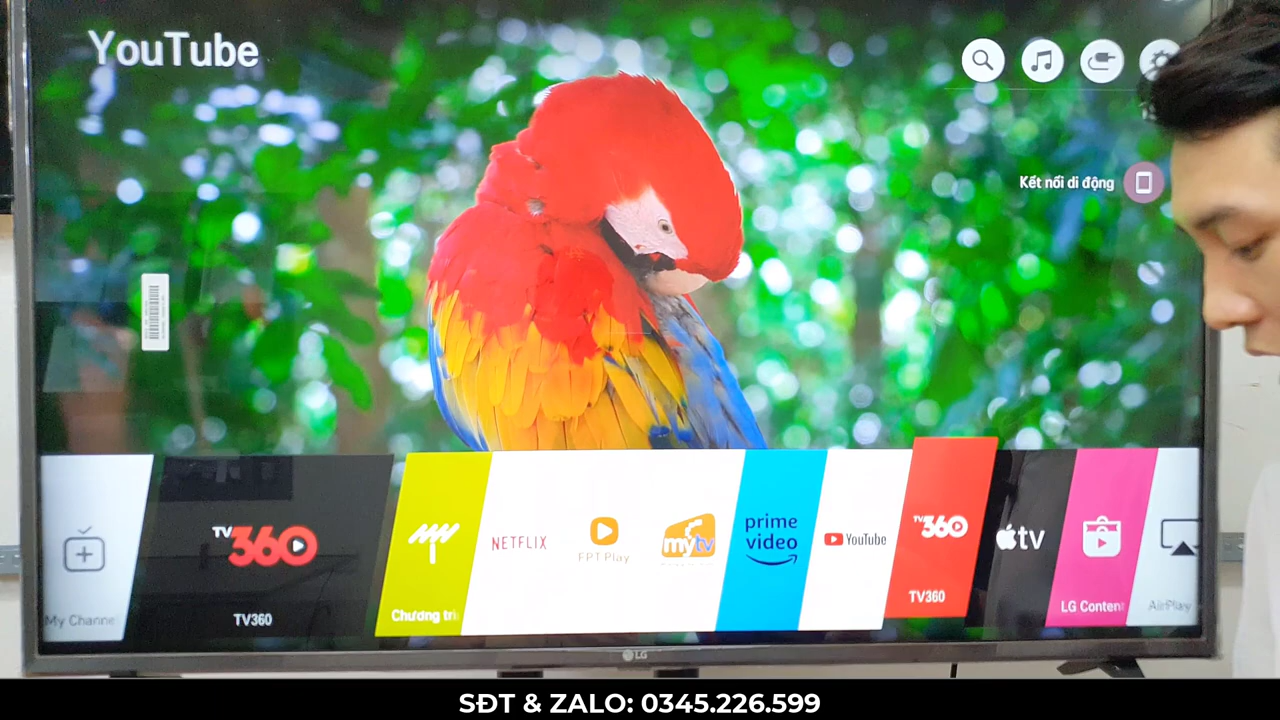 YouTube
Kết nối di động
My Channe
TV360
TV360
Chương trì
NETFLIX
FPT Play
mytv
prime video
YouTube
TV360
TV360
tv
LG Conten
AirPlay
LG
SĐT & ZALO: 0345.226.599